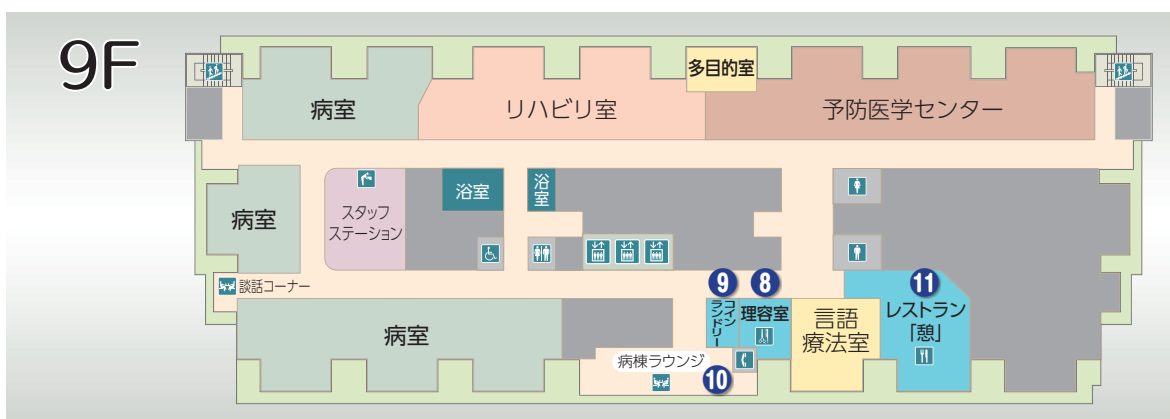 9F
多目的室
病室
リハビリ室
予防医学センター
浴室
浴
室
病室
スタッフ
ステーション
談話コーナー
9
8
11
コイン
ランドリー
理容室
言語
療法室
レストラン
「憩」
病室
病棟ラウンジ
10